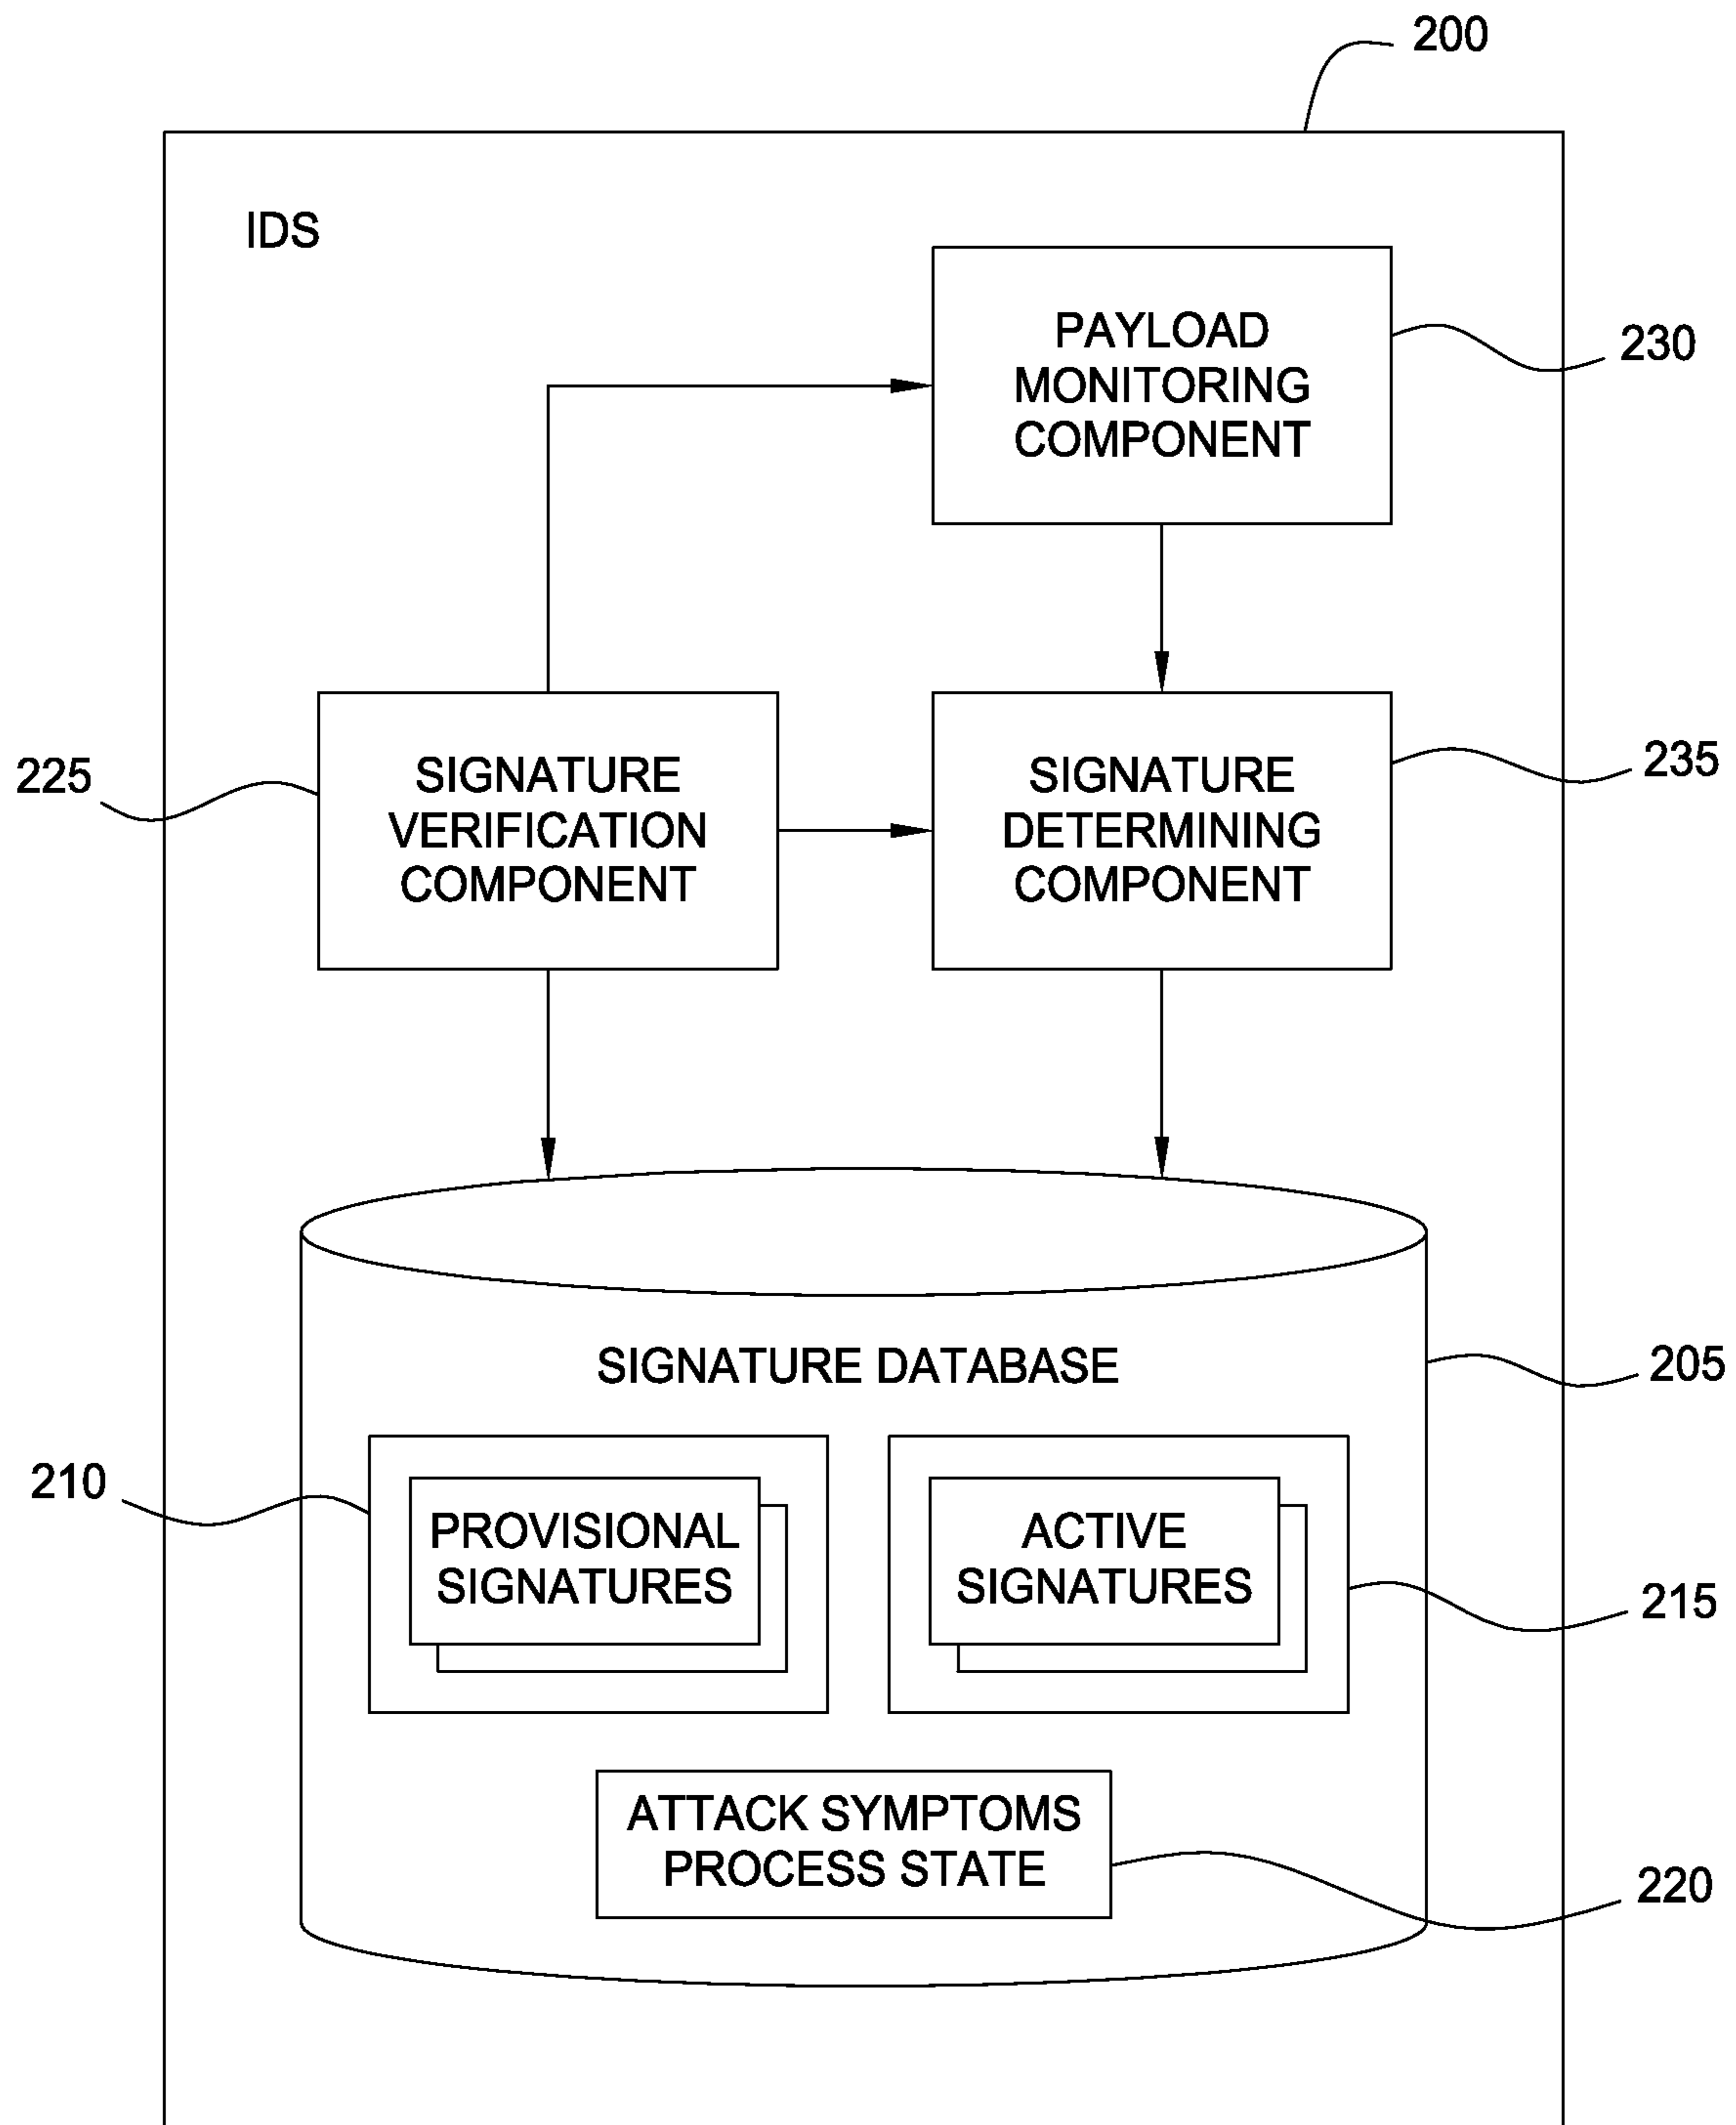 200
IDS
PAYLOAD
MONITORING
COMPONENT
230
225
SIGNATURE
VERIFICATION
COMPONENT
SIGNATURE
DETERMINING
COMPONENT
235
SIGNATURE DATABASE
205
210
PROVISIONAL
SIGNATURES
ACTIVE
SIGNATURES
215
ATTACK SYMPTOMS
PROCESS STATE
220